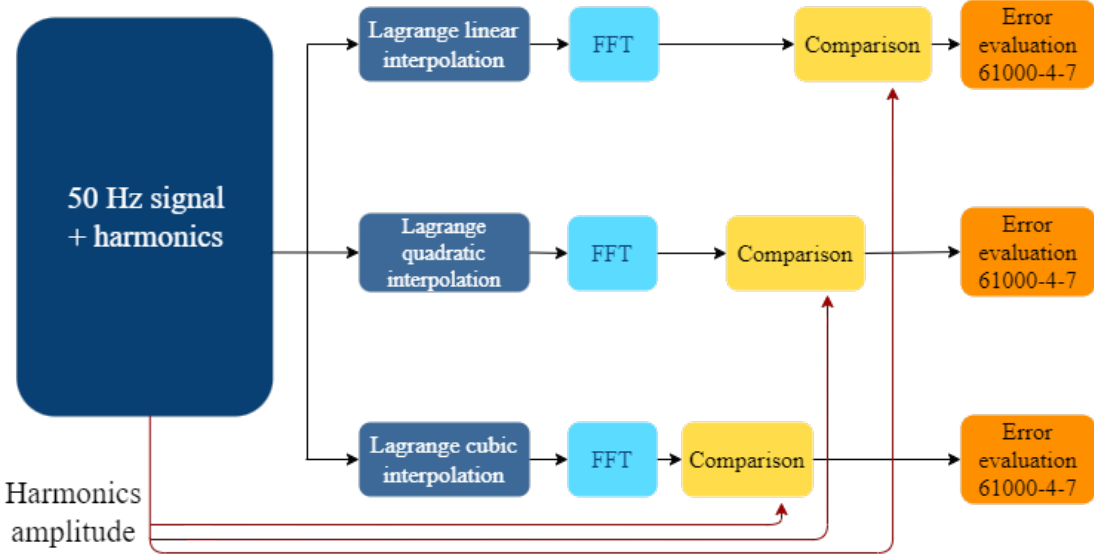 50 Hz signal
+ harmonics
Lagrange linear
interpolation
FFT
Comparison
Error
evaluation
61000-4-7
Lagrange
quadratic
interpolation
FFT
Comparison
Error
evaluation
61000-4-7
Lagrange cubic
interpolation
FFT
Comparison
Error
evaluation
61000-4-7
Harmonics
amplitude